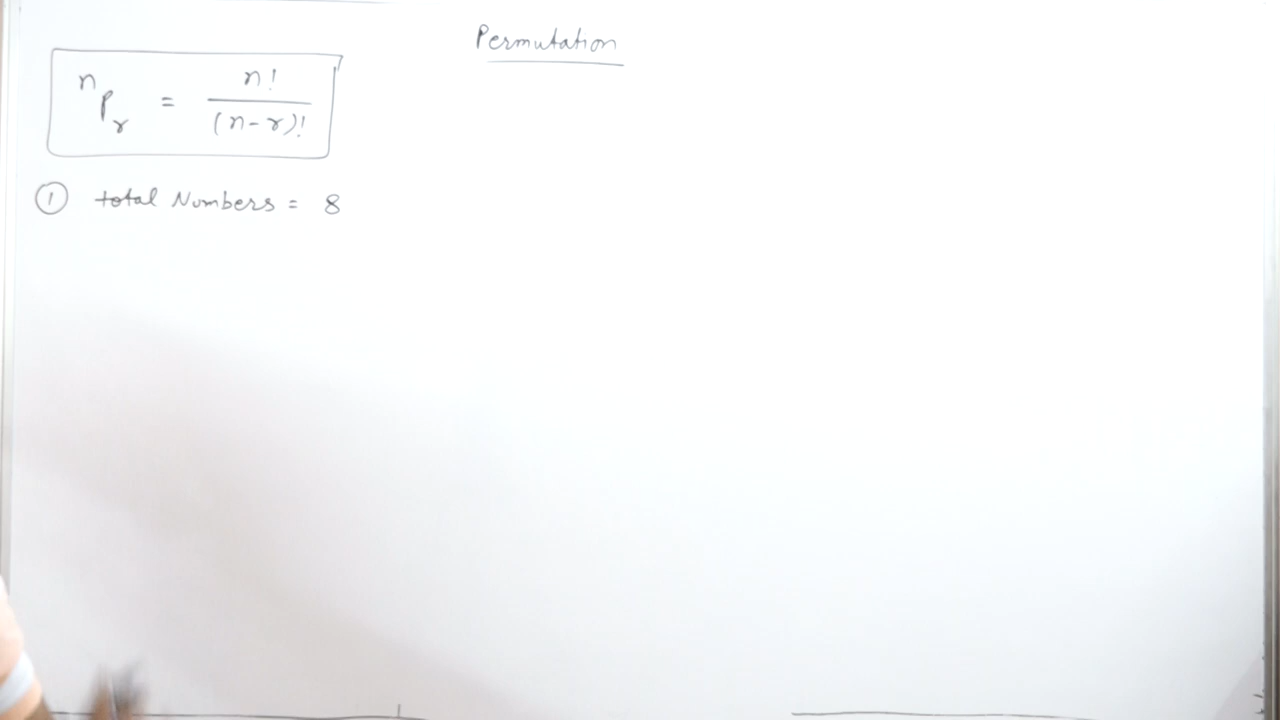 Permutation
ⁿPᵣ = n! / (n-r)!
① total Numbers = 8